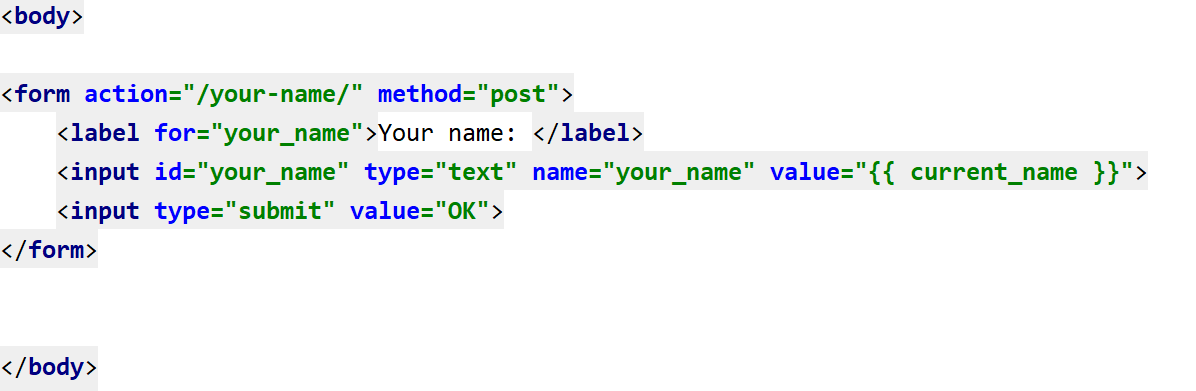 <body>
<form action="/your-name/" method="post">
<label for="your_name">Your name: </label>
<input id="your_name" type="text" name="your_name" value="{{ current_name }}">
<input type="submit" value="OK">
</form>
</body>